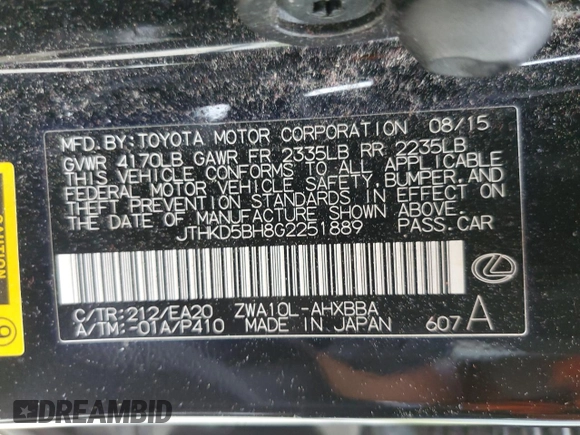 MFD.BY:TOYOTA MOTOR CORPORATION 08/15
GVWR 4170LB GAWR FR 2335LB RR 2235LB
THIS VEHICLE CONFORMS TO ALL APPLICABLE
FEDERAL MOTOR VEHICLE SAFETY,BUMPER,AND
THEFT PREVENTION STANDARDS IN EFFECT ON
THE DATE OF MANUFACTURE SHOWN ABOVE.
JTHKD5BH8G2251889 PASS.CAR
C/TR:212/EA20 ZWA10L-AHXBBA
A/TM:-01A/P410 MADE IN JAPAN 607A
CAUTION
DREAMBID